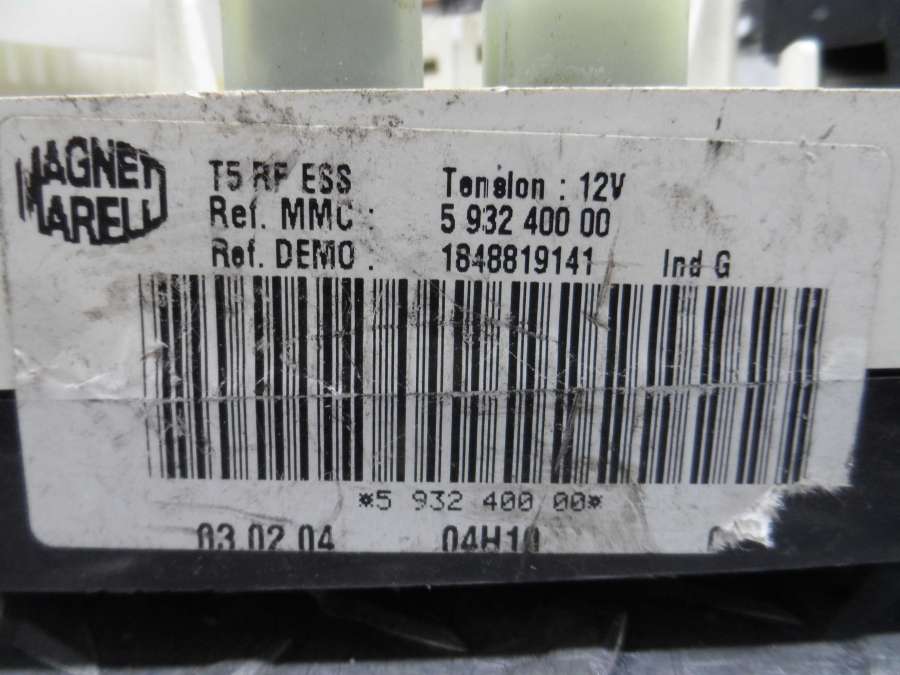 MAGNETI
MARELLI
T5 RF ESS Tension : 12V
Ref. MMC : 5 932 400 00
Ref. DEMO . 1848819141 Ind G
*5 932 400 00*
03.02.04 04H10